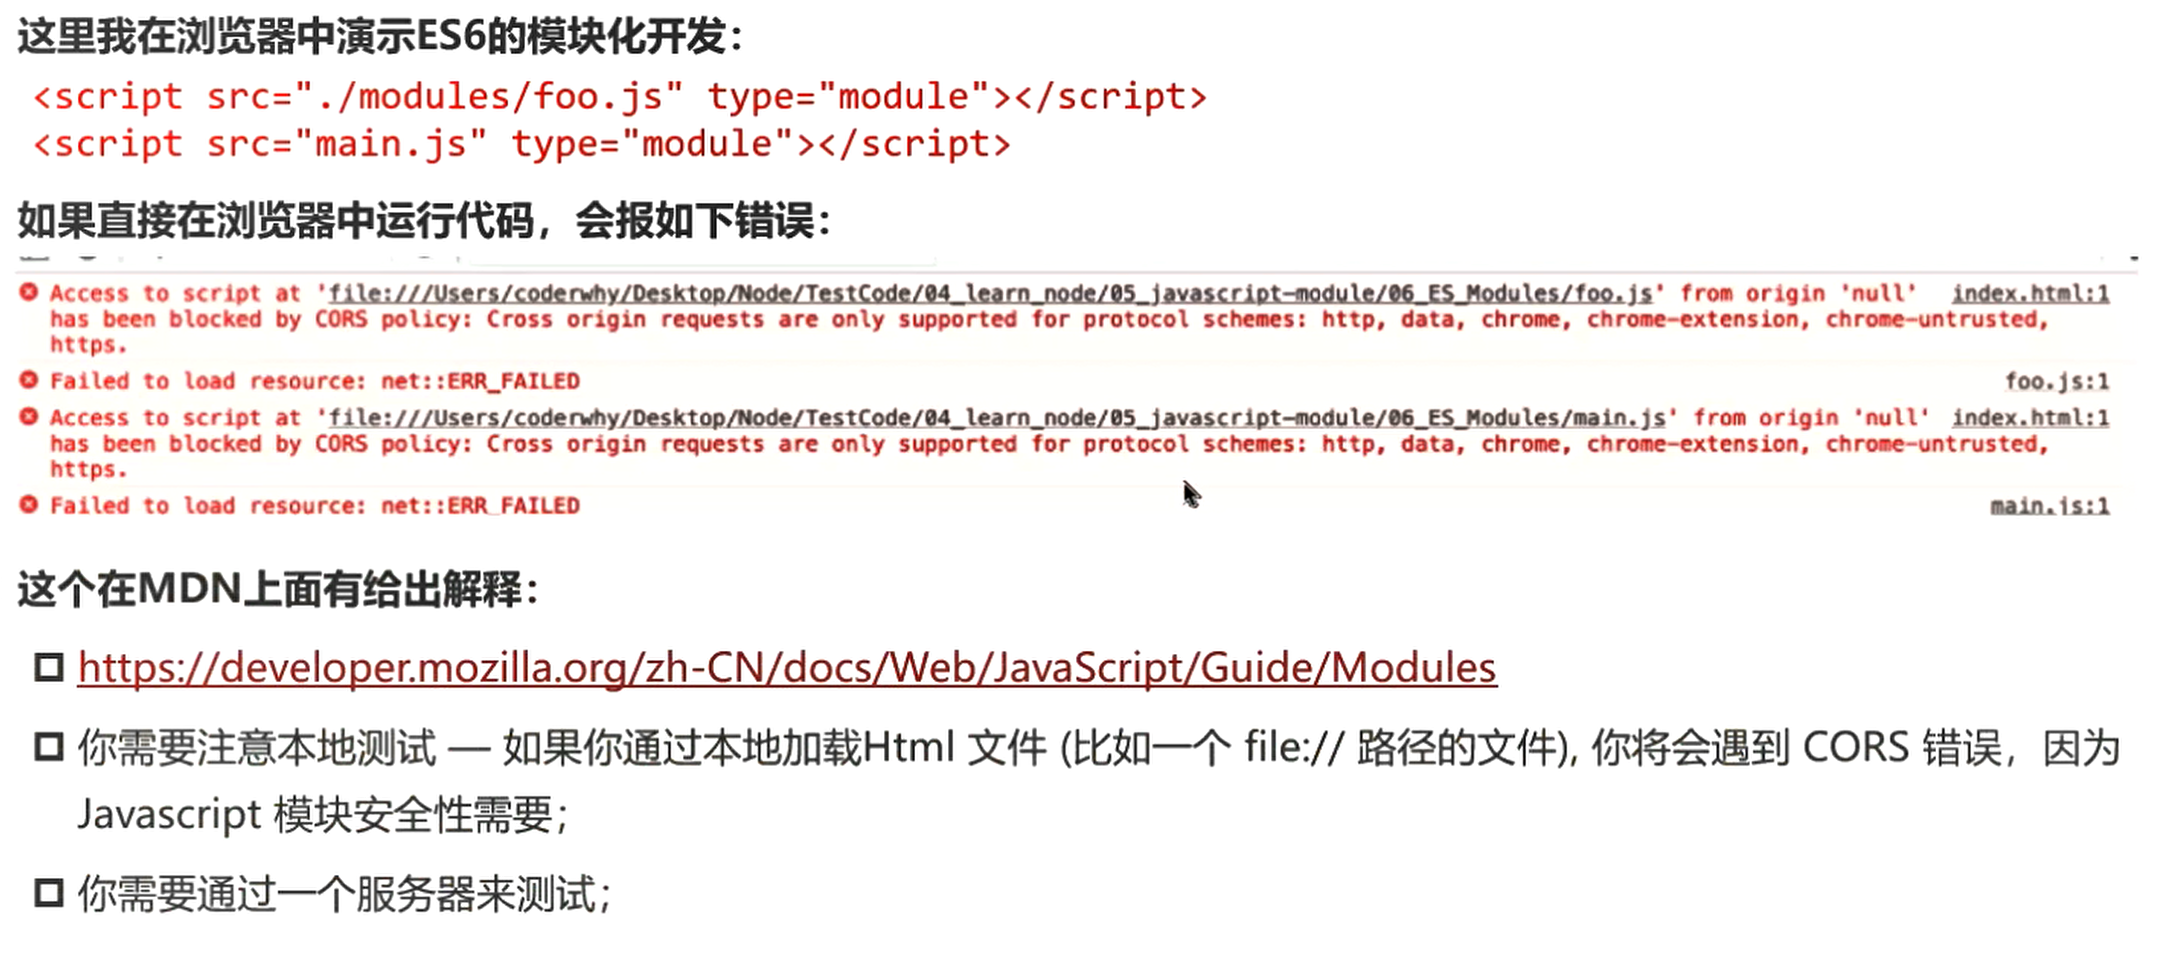 这里我在浏览器中演示ES6的模块化开发：
<script src="./modules/foo.js" type="module"></script>
<script src="main.js" type="module"></script>
如果直接在浏览器中运行代码，会报如下错误：
Access to script at 'file:///Users/coderwhy/Desktop/Node/TestCode/04_learn_node/05_javascript-module/06_ES_Modules/foo.js' from origin 'null' index.html:1
has been blocked by CORS policy: Cross origin requests are only supported for protocol schemes: http, data, chrome, chrome-extension, chrome-untrusted,
https.
Failed to load resource: net::ERR_FAILED foo.js:1
Access to script at 'file:///Users/coderwhy/Desktop/Node/TestCode/04_learn_node/05_javascript-module/06_ES_Modules/main.js' from origin 'null' index.html:1
has been blocked by CORS policy: Cross origin requests are only supported for protocol schemes: http, data, chrome, chrome-extension, chrome-untrusted,
https.
Failed to load resource: net::ERR_FAILED main.js:1
这个在MDN上面有给出解释：
https://developer.mozilla.org/zh-CN/docs/Web/JavaScript/Guide/Modules
你需要注意本地测试 — 如果你通过本地加载Html 文件 (比如一个 file:// 路径的文件), 你将会遇到 CORS 错误，因为
Javascript 模块安全性需要；
你需要通过一个服务器来测试；